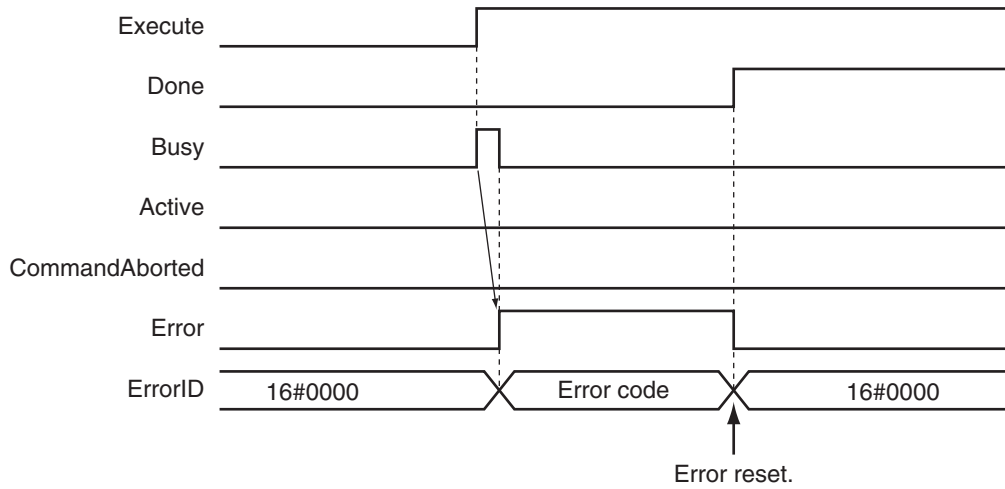 Execute
Done
Busy
Active
CommandAborted
Error
ErrorID
16#0000
Error code
16#0000
Error reset.